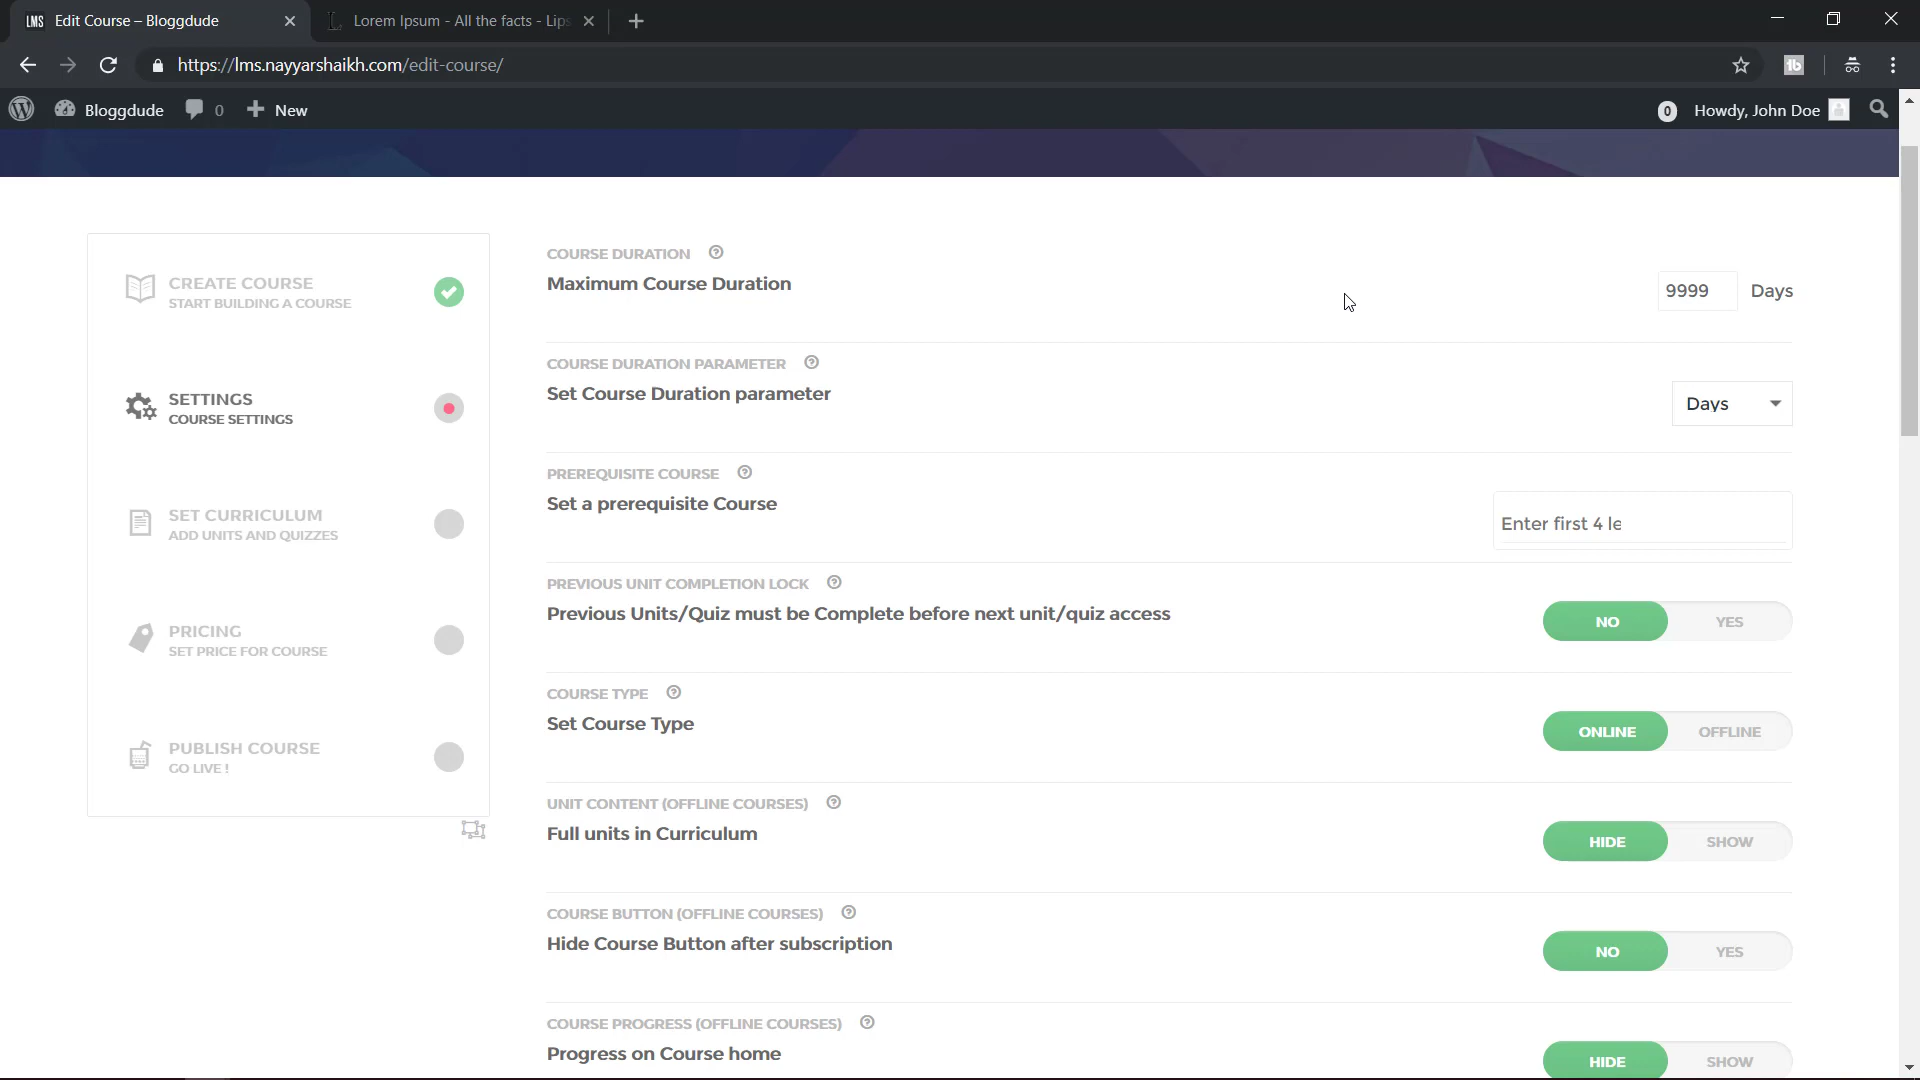 LMS Edit Course – Bloggdude
Lorem Ipsum - All the facts - Lips
https://lms.nayyarshaikh.com/edit-course/
tb
Bloggdude 0 New
0 Howdy, John Doe
CREATE COURSE
START BUILDING A COURSE
SETTINGS
COURSE SETTINGS
SET CURRICULUM
ADD UNITS AND QUIZZES
PRICING
SET PRICE FOR COURSE
PUBLISH COURSE
GO LIVE !
COURSE DURATION
Maximum Course Duration
9999 Days
COURSE DURATION PARAMETER
Set Course Duration parameter
Days
PREREQUISITE COURSE
Set a prerequisite Course
Enter first 4 le
PREVIOUS UNIT COMPLETION LOCK
Previous Units/Quiz must be Complete before next unit/quiz access
NO YES
COURSE TYPE
Set Course Type
ONLINE OFFLINE
UNIT CONTENT (OFFLINE COURSES)
Full units in Curriculum
HIDE SHOW
COURSE BUTTON (OFFLINE COURSES)
Hide Course Button after subscription
NO YES
COURSE PROGRESS (OFFLINE COURSES)
Progress on Course home
HIDE SHOW